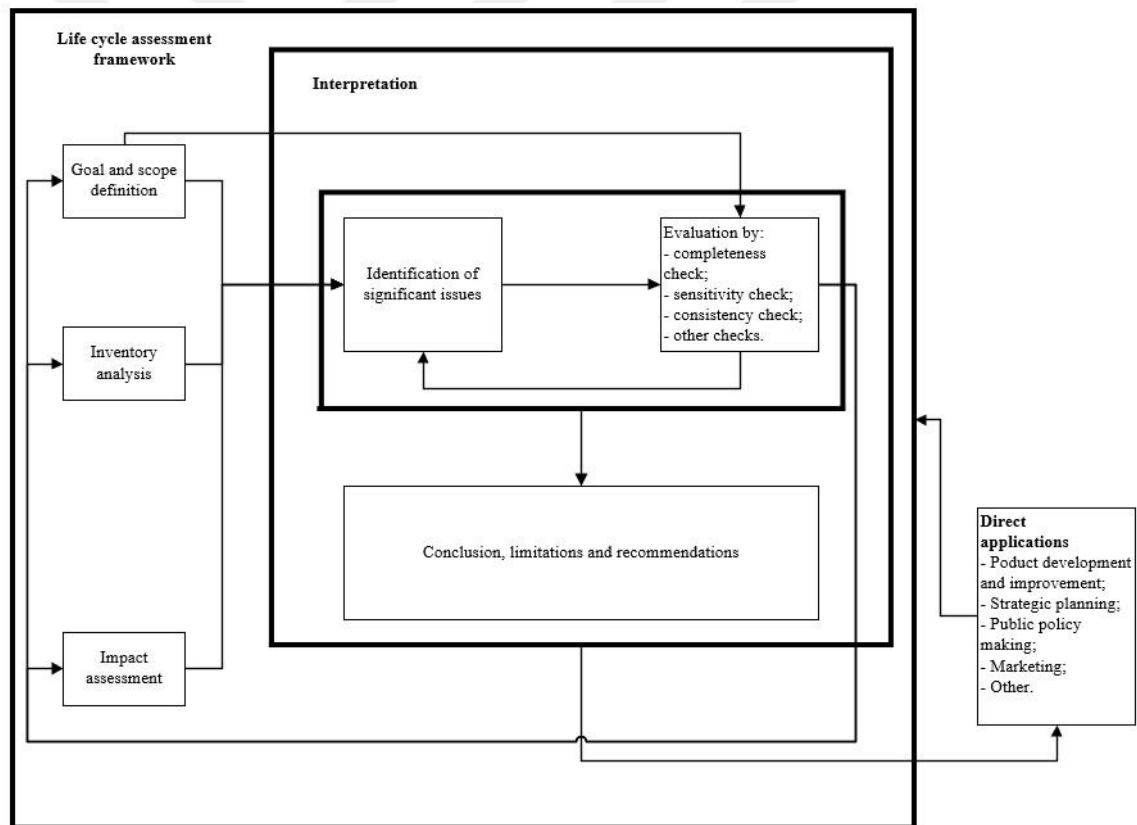 Life cycle assessment
framework
Interpretation
Goal and scope
definition
Identification of
significant issues
Evaluation by:
- completeness
check;
- sensitivity check;
- consistency check;
- other checks.
Inventory
analysis
Conclusion, limitations and recommendations
Impact
assessment
Direct
applications
- Poduct development
and improvement;
- Strategic planning;
- Public policy
making;
- Marketing;
- Other.